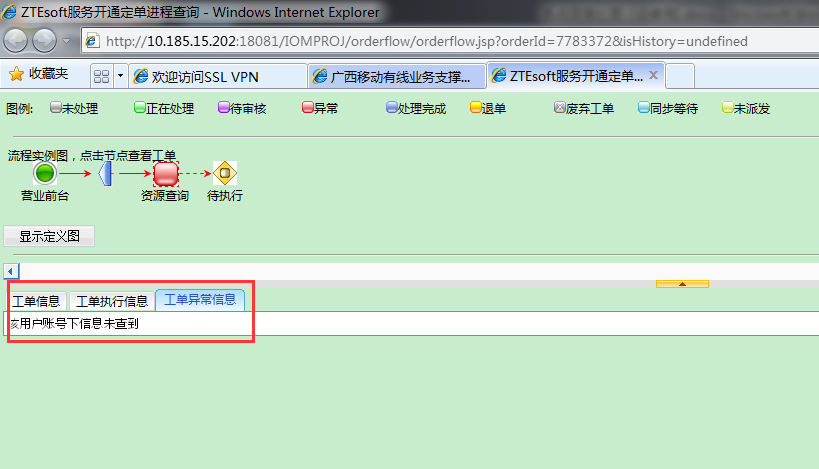 ZTEsoft服务开通定单进程查询 - Windows Internet Explorer
http://10.185.15.202:18081/IOMPROJ/orderflow/orderflow.jsp?orderId=7783372&isHistory=undefined
收藏夹 欢迎访问SSL VPN 广西移动有线业务支撑... ZTEsoft服务开通定单... X
图例: 未处理 正在处理 待审核 异常 处理完成 退单 废弃工单 同步等待 未派发
流程实例图，点击节点查看工单
营业前台 资源查询 待执行
显示定义图
工单信息 工单执行信息 工单异常信息
该用户账号下信息未查到